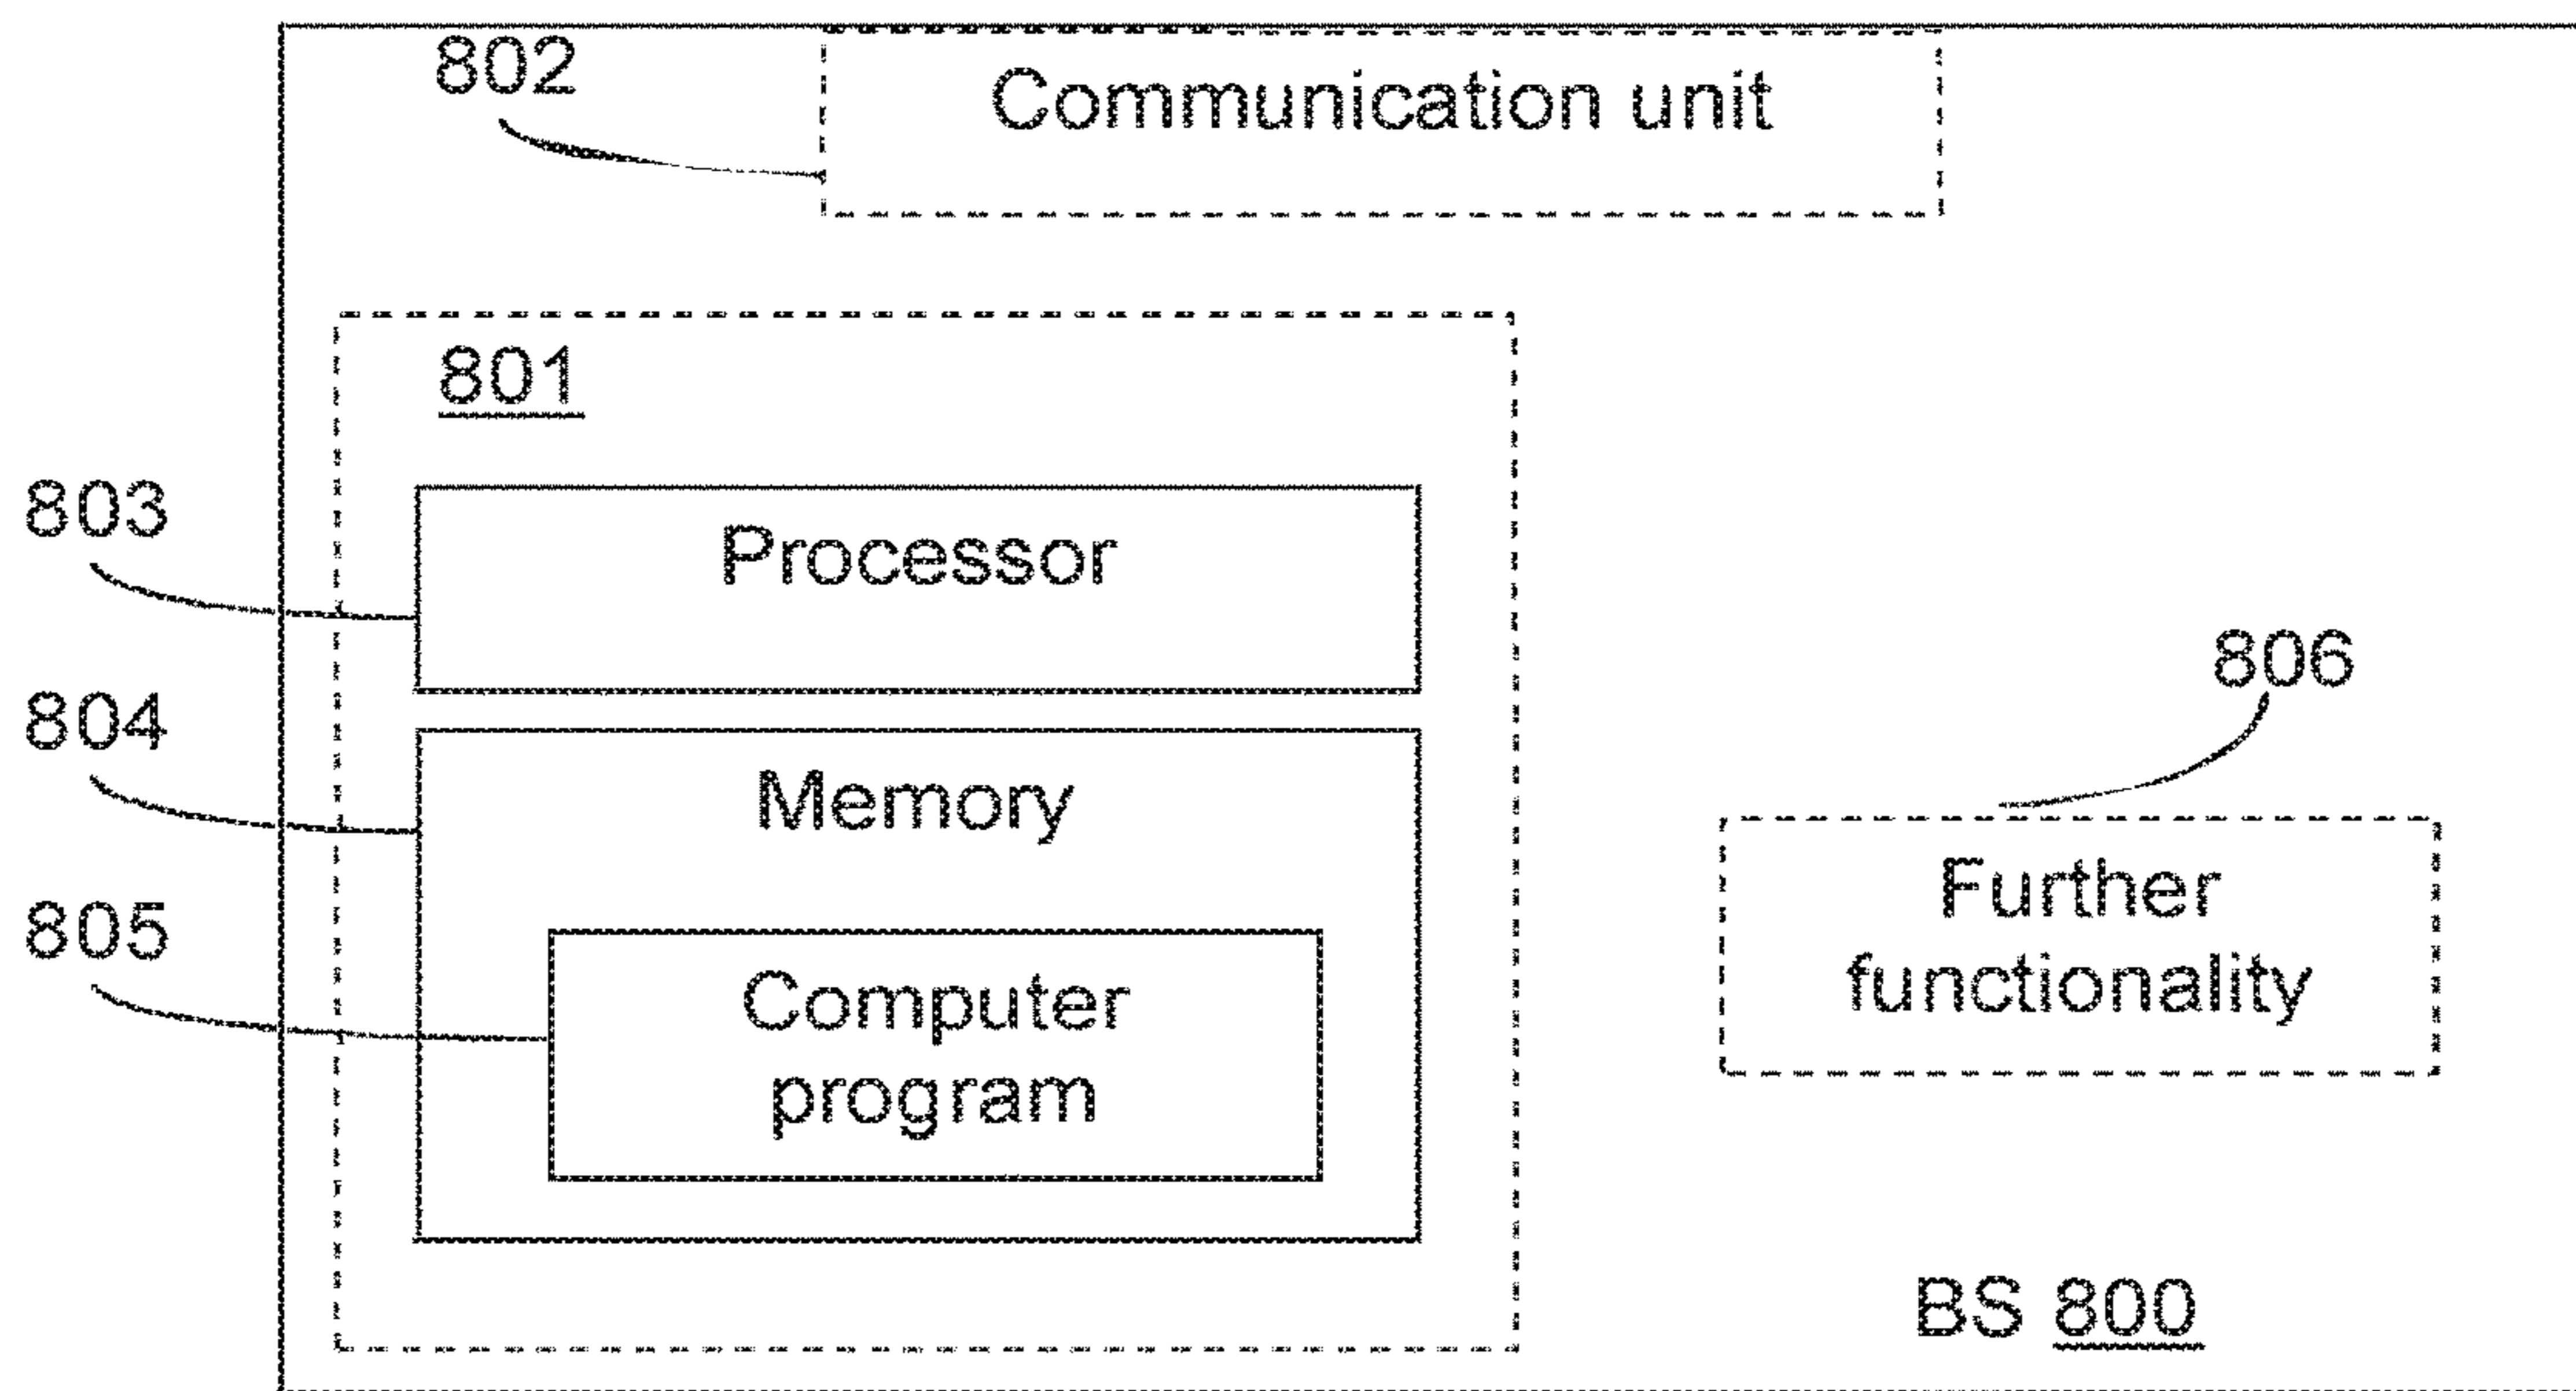 802
Communication unit
801
803
Processor
804
Memory
805
Computer
program
806
Further
functionality
BS 800